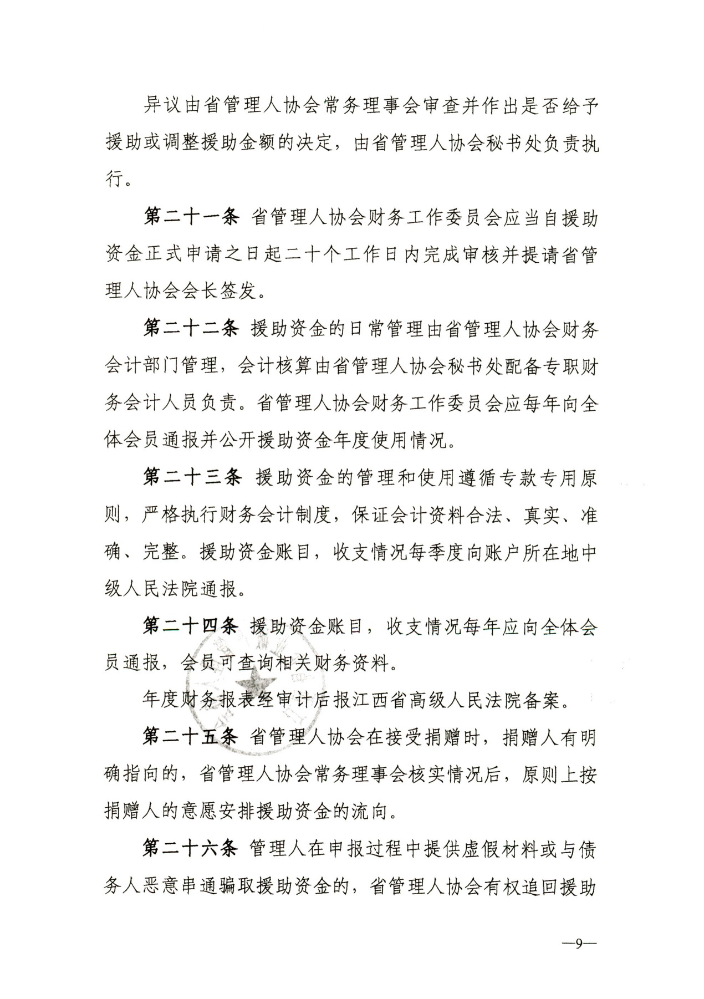 异议由省管理人协会常务理事会审查并作出是否给予
援助或调整援助金额的决定，由省管理人协会秘书处负责执
行。
第二十一条 省管理人协会财务工作委员会应当自援助
资金正式申请之日起二十个工作日内完成审核并提请省管
理人协会会长签发。
第二十二条 援助资金的日常管理由省管理人协会财务
会计部门管理，会计核算由省管理人协会秘书处配备专职财
务会计人员负责。省管理人协会财务工作委员会应每年向全
体会员通报并公开援助资金年度使用情况。
第二十三条 援助资金的管理和使用遵循专款专用原
则，严格执行财务会计制度，保证会计资料合法、真实、准
确、完整。援助资金账目，收支情况每季度向账户所在地中
级人民法院通报。
第二十四条 援助资金账目，收支情况每年应向全体会
员通报，会员可查询相关财务资料。
年度财务报表经审计后报江西省高级人民法院备案。
第二十五条 省管理人协会在接受捐赠时，捐赠人有明
确指向的，省管理人协会常务理事会核实情况后，原则上按
捐赠人的意愿安排援助资金的流向。
第二十六条 管理人在申报过程中提供虚假材料或与债
务人恶意串通骗取援助资金的，省管理人协会有权追回援助
—9—